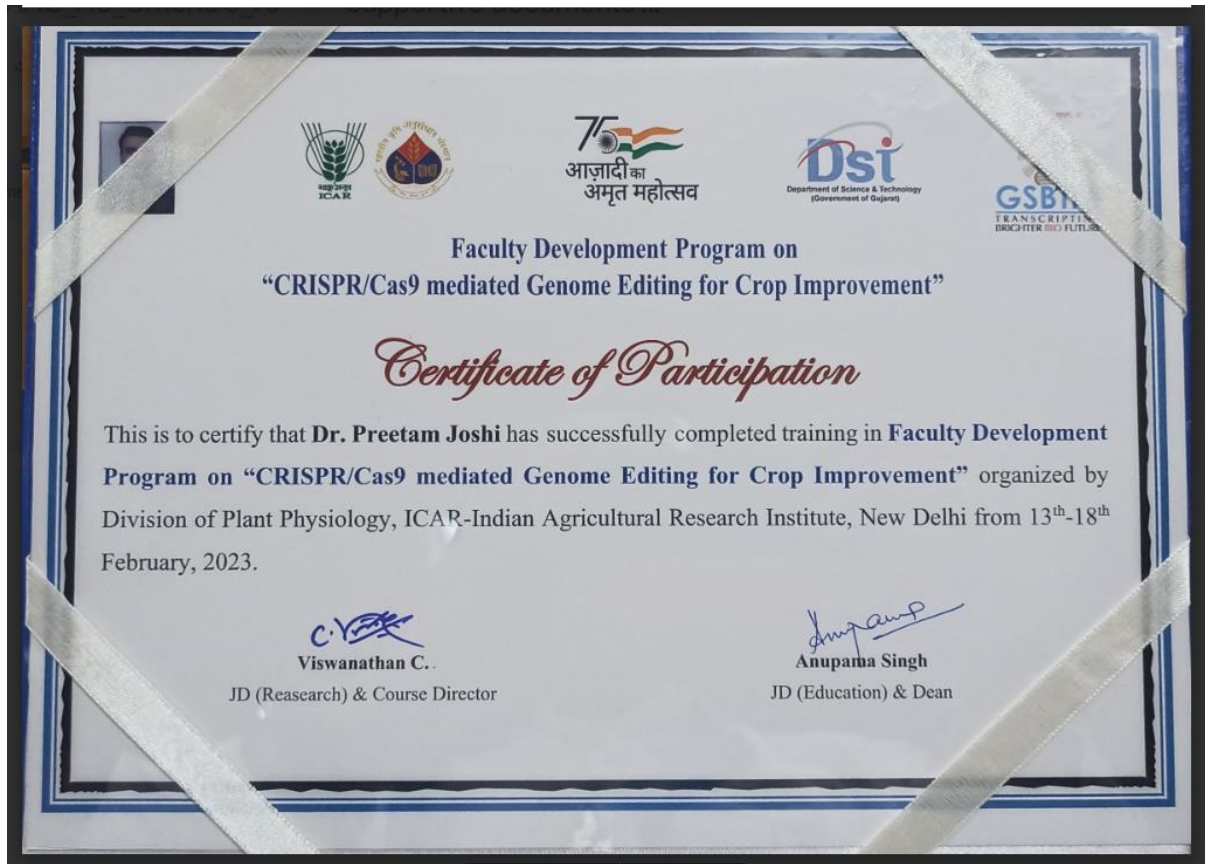 भाकृअनुप
ICAR
75
आज़ादी का
अमृत महोत्सव
DST
Department of Science & Technology
(Government of Gujarat)
TRANSCRIPTIN
BRIGHTER BIO FUTURE
Faculty Development Program on
“CRISPR/Cas9 mediated Genome Editing for Crop Improvement”
Certificate of Participation
This is to certify that Dr. Preetam Joshi has successfully completed training in Faculty Development
Program on “CRISPR/Cas9 mediated Genome Editing for Crop Improvement” organized by
Division of Plant Physiology, ICAR-Indian Agricultural Research Institute, New Delhi from 13th-18th
February, 2023.
C.V
Anupama
Viswanathan C.
Anupama Singh
JD (Reasearch) & Course Director
JD (Education) & Dean